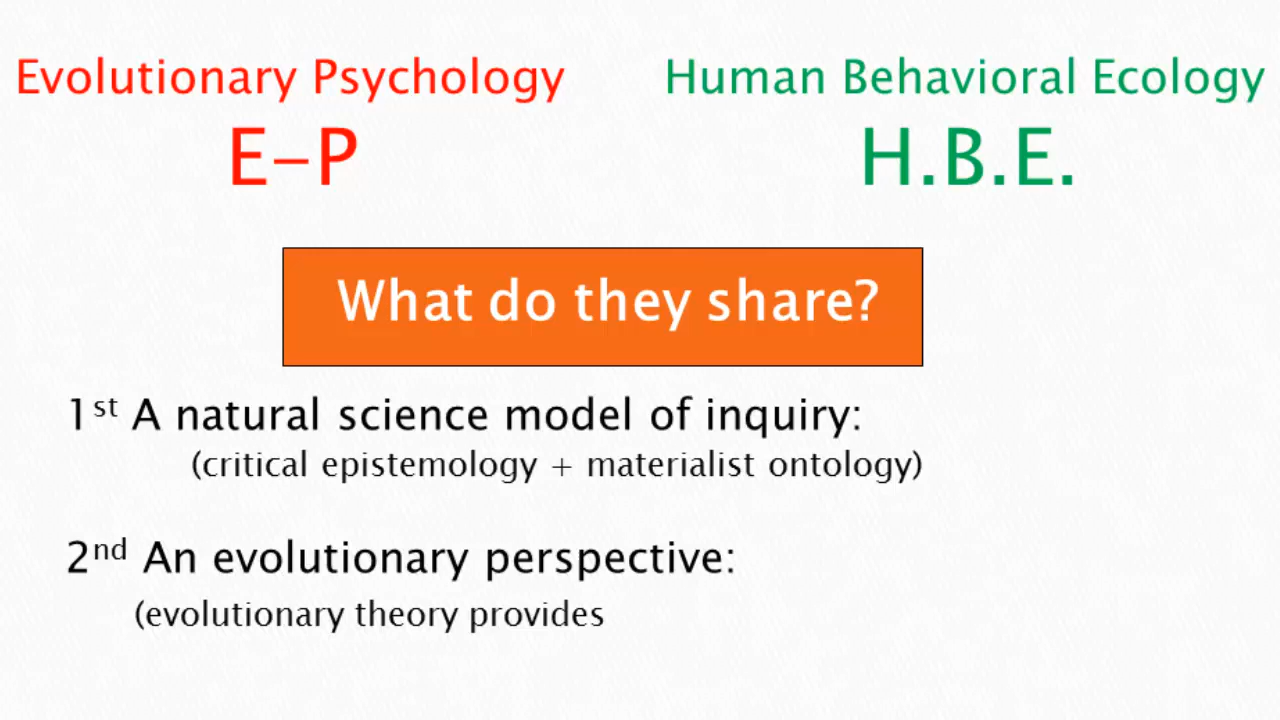 Evolutionary Psychology
Human Behavioral Ecology
E-P
H.B.E.
What do they share?
1st A natural science model of inquiry:
(critical epistemology + materialist ontology)
2nd An evolutionary perspective:
(evolutionary theory provides